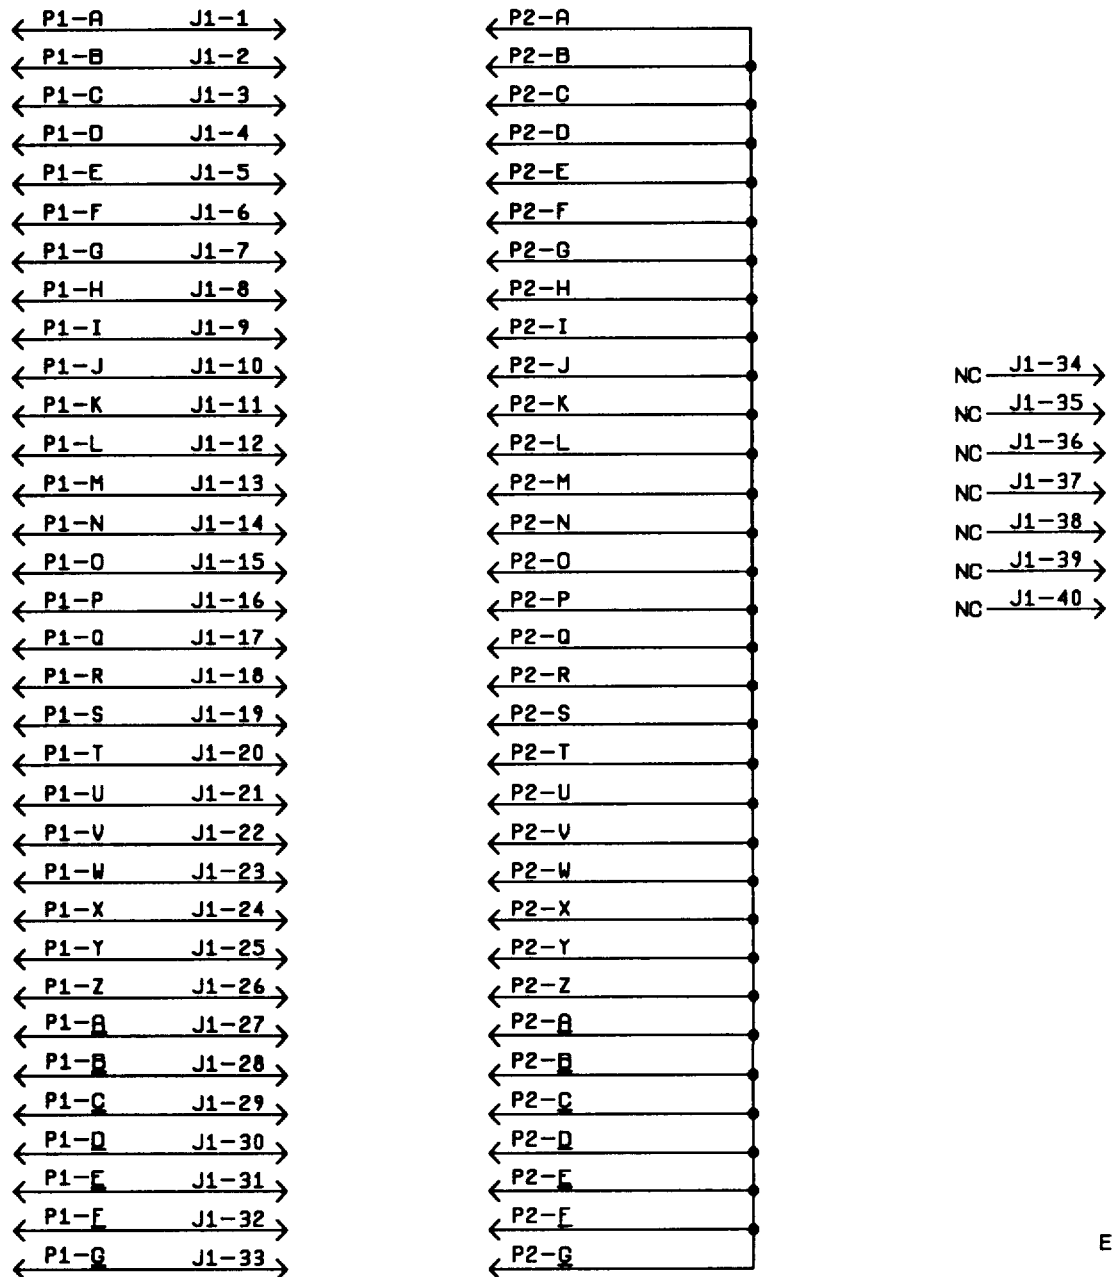 P1-A J1-1
P1-B J1-2
P1-C J1-3
P1-D J1-4
P1-E J1-5
P1-F J1-6
P1-G J1-7
P1-H J1-8
P1-I J1-9
P1-J J1-10
P1-K J1-11
P1-L J1-12
P1-M J1-13
P1-N J1-14
P1-O J1-15
P1-P J1-16
P1-Q J1-17
P1-R J1-18
P1-S J1-19
P1-T J1-20
P1-U J1-21
P1-V J1-22
P1-W J1-23
P1-X J1-24
P1-Y J1-25
P1-Z J1-26
P1-A J1-27
P1-B J1-28
P1-C J1-29
P1-D J1-30
P1-E J1-31
P1-F J1-32
P1-G J1-33
P2-A
P2-B
P2-C
P2-D
P2-E
P2-F
P2-G
P2-H
P2-I
P2-J
P2-K
P2-L
P2-M
P2-N
P2-O
P2-P
P2-Q
P2-R
P2-S
P2-T
P2-U
P2-V
P2-W
P2-X
P2-Y
P2-Z
P2-A
P2-B
P2-C
P2-D
P2-E
P2-F
P2-G
NC J1-34
NC J1-35
NC J1-36
NC J1-37
NC J1-38
NC J1-39
NC J1-40
E